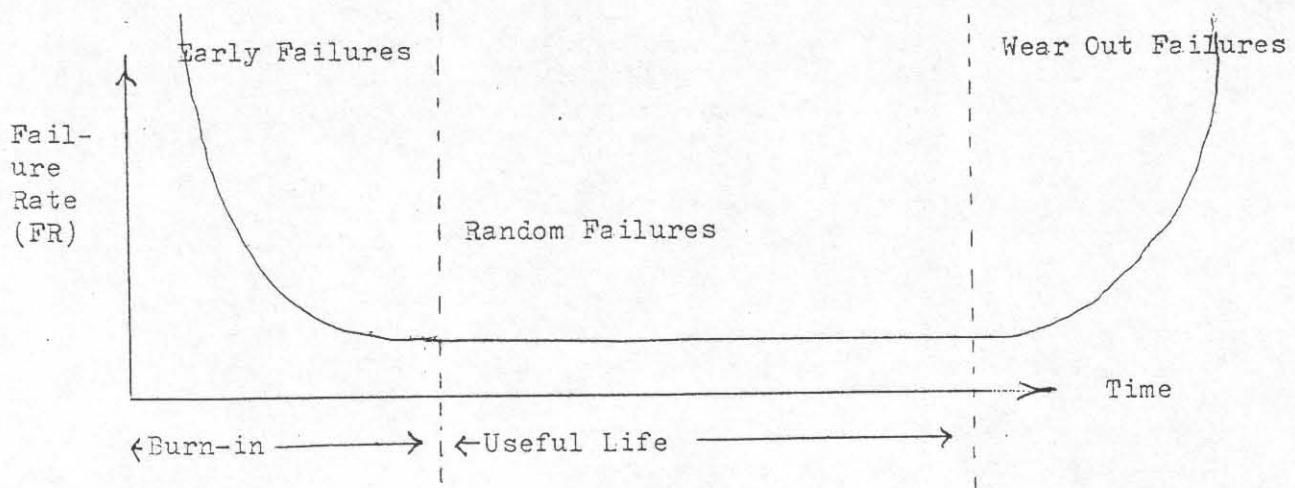 Early Failures
Wear Out Failures
Fail-
ure
Rate
(FR)
Random Failures
Time
Burn-in
Useful Life